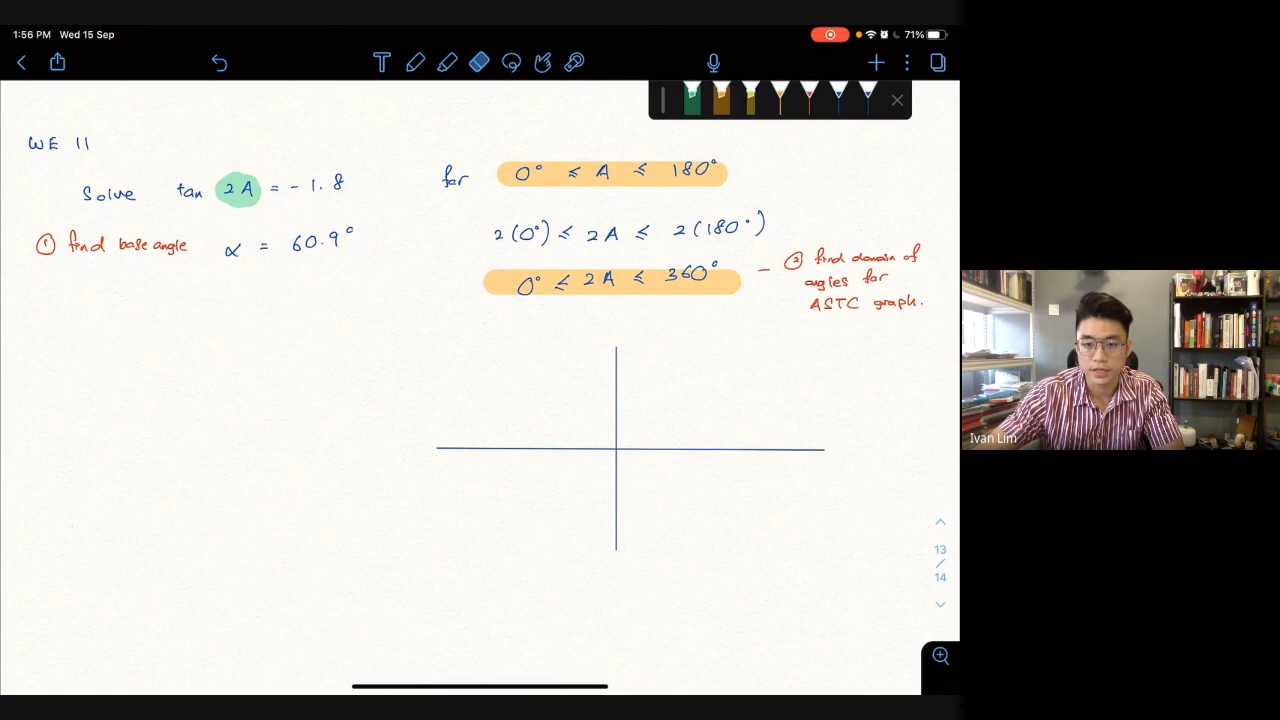 1:56 PM Wed 15 Sep
71%
WE 11
Solve tan 2A = -1.8 for 0° ≤ A ≤ 180°
① find base angle α = 60.9°
2(0°) ≤ 2A ≤ 2(180°)
0° ≤ 2A ≤ 360° — ② find domain of
angles for
ASTC graph.
Ivan Lim
13
/
14